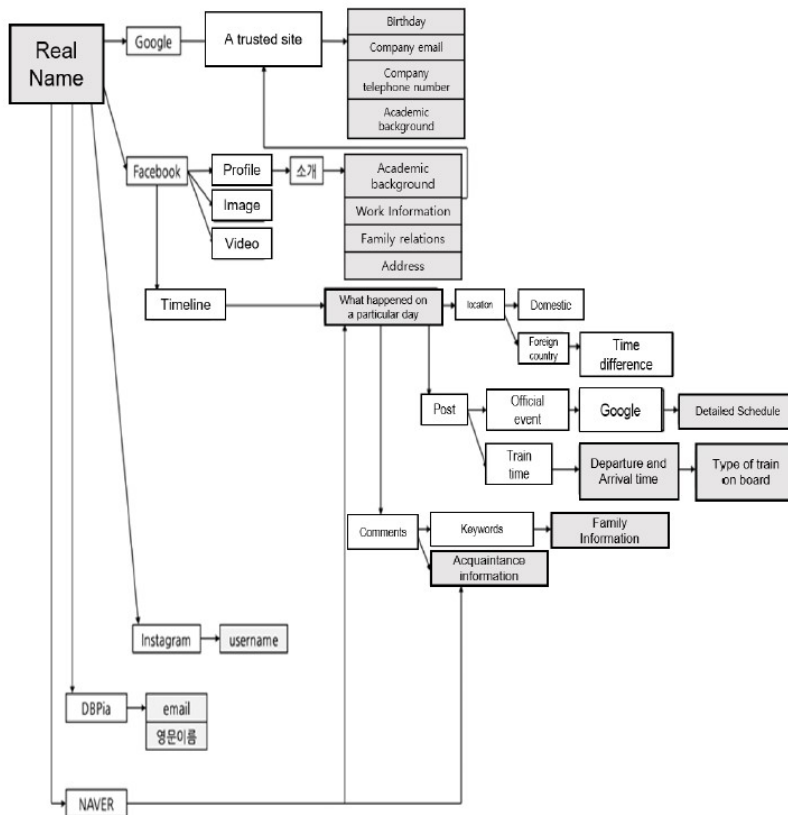 Real
Name
Google
A trusted site
Birthday
Company email
Company
telephone number
Academic
background
Facebook
Profile
소개
Academic
background
Image
Work Information
Video
Family relations
Address
Timeline
What happened on
a particular day
location
Domestic
Foreign
country
Time
difference
Post
Official
event
Google
Detailed Schedule
Train
time
Departure and
Arrival time
Type of train
on board
Comments
Keywords
Family
Information
Acquaintance
information
Instagram
username
DBPia
email
영문이름
NAVER